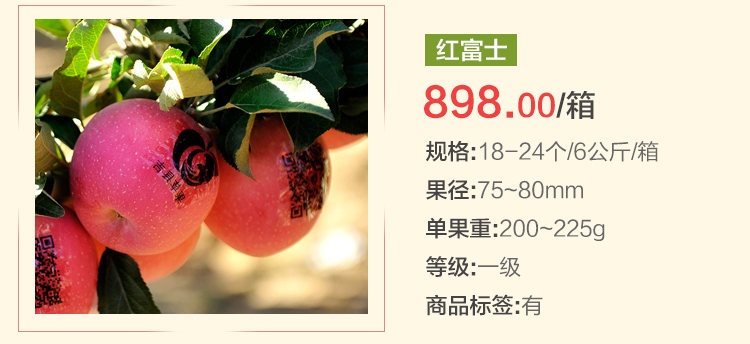 红富士
898.00/箱
规格:18-24个/6公斤/箱
果径:75~80mm
单果重:200~225g
等级:一级
商品标签:有